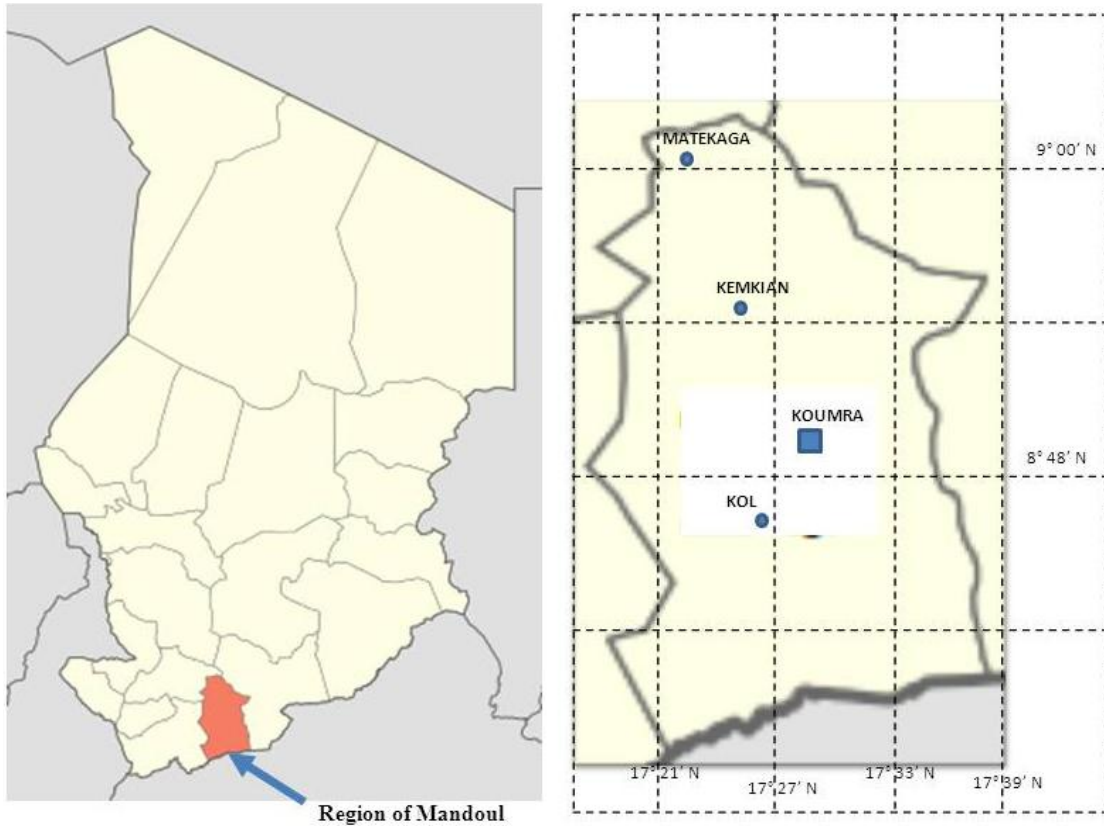 MATEKAGA
9° 00' N
KEMKIAN
KOUMRA
8° 48' N
KOL
17° 21' N
17° 27' N
17° 33' N
17° 39' N
Region of Mandoul